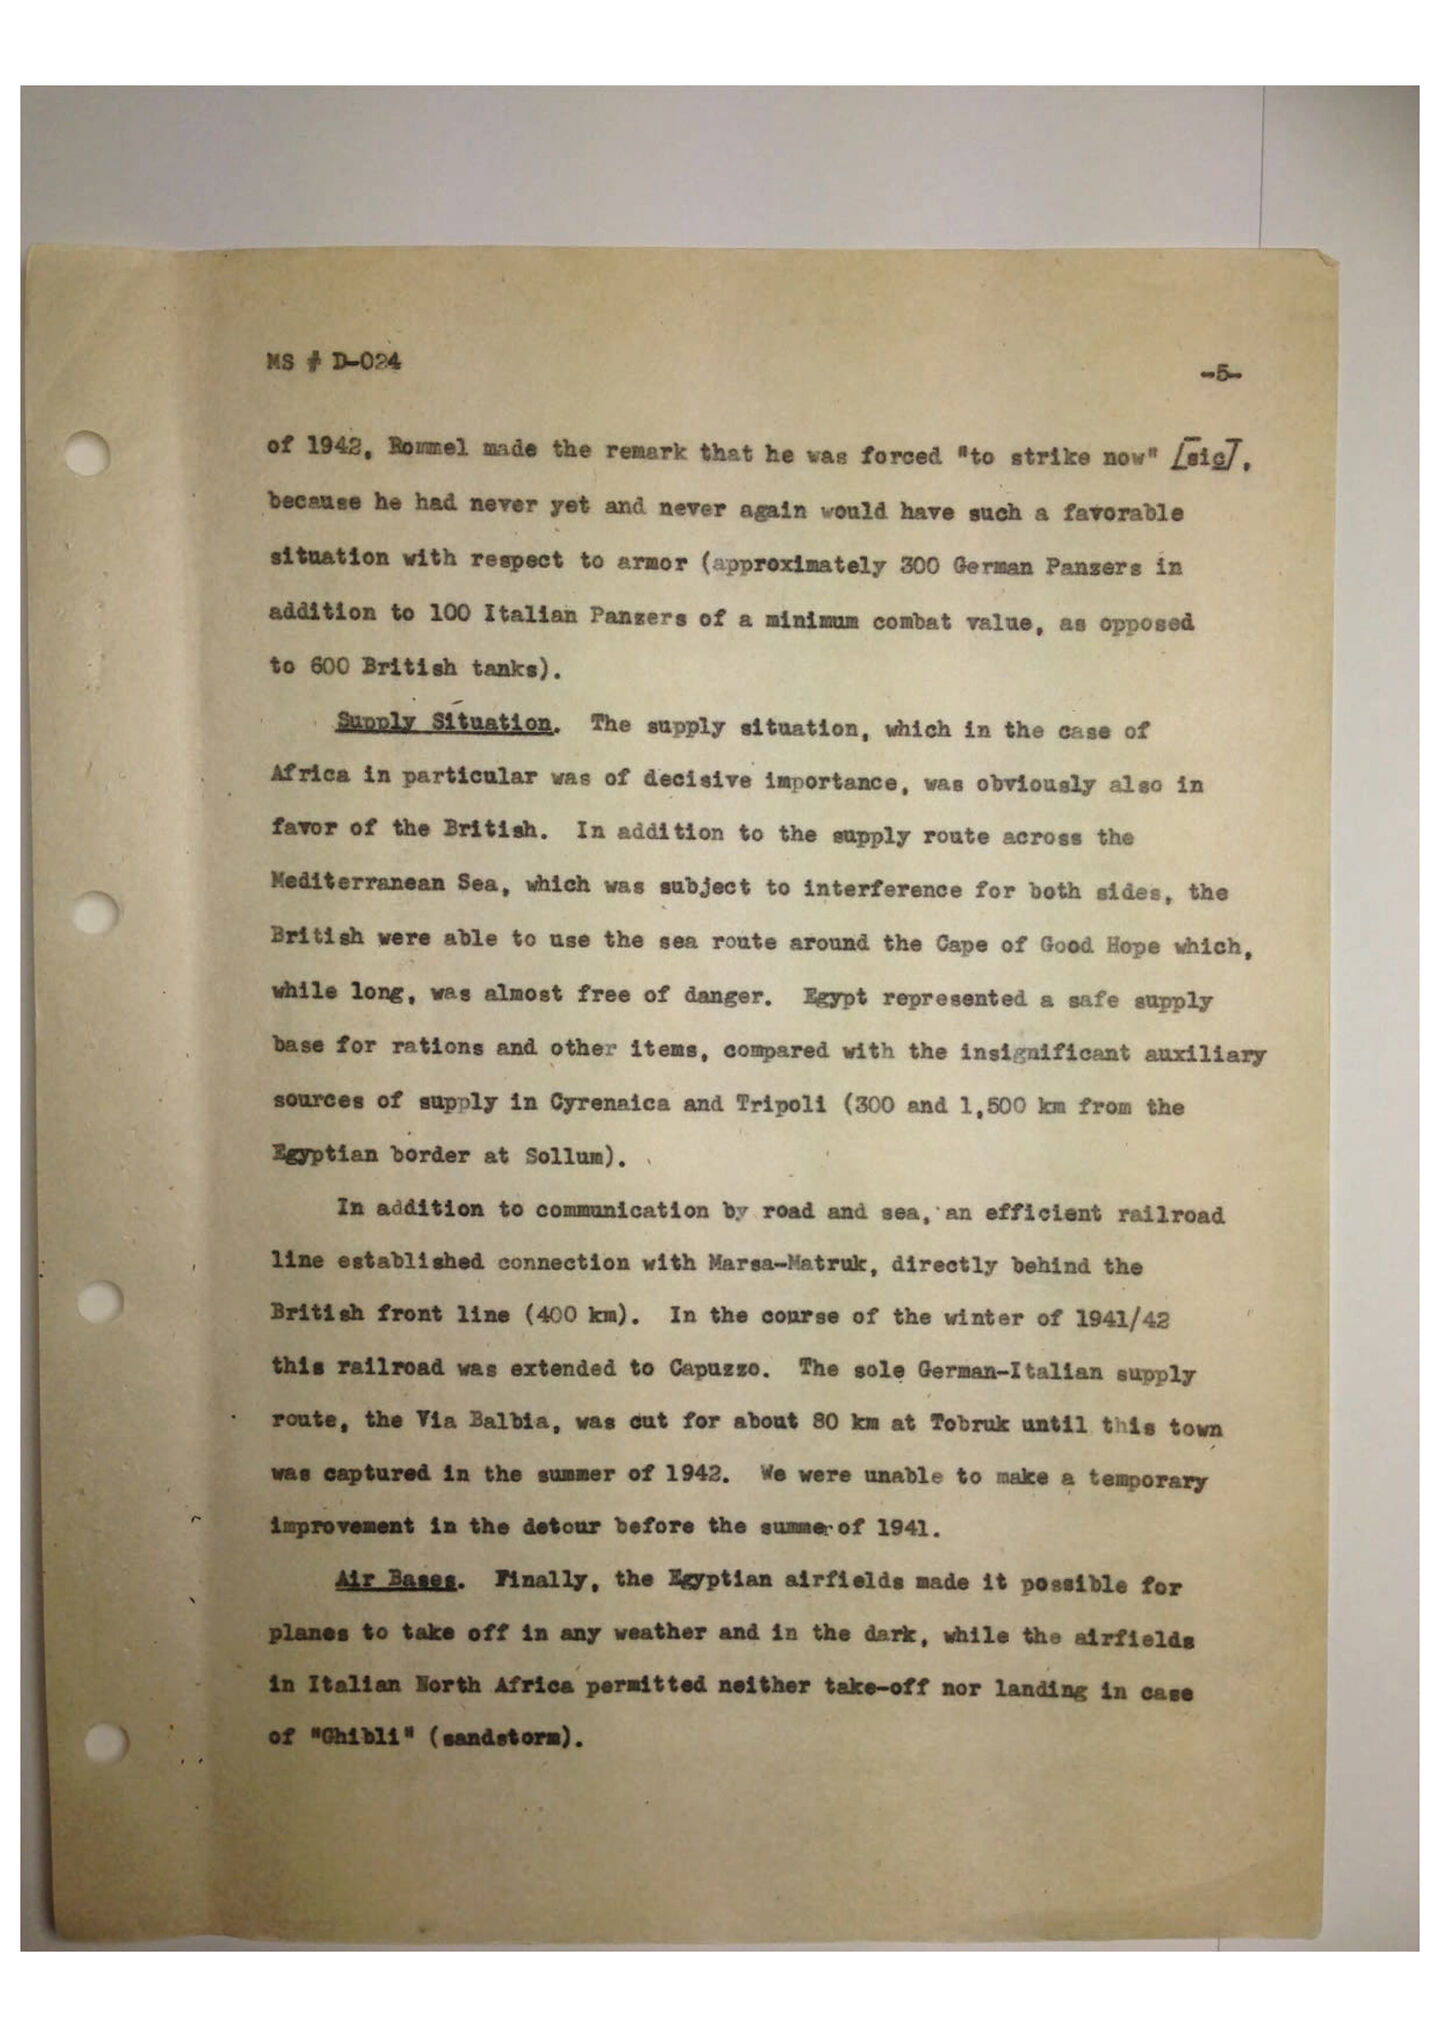 MS # D-024
-5-
of 1942, Rommel made the remark that he was forced "to strike now" [sic],
because he had never yet and never again would have such a favorable
situation with respect to armor (approximately 300 German Panzers in
addition to 100 Italian Panzers of a minimum combat value, as opposed
to 600 British tanks).
Supply Situation. The supply situation, which in the case of
Africa in particular was of decisive importance, was obviously also in
favor of the British. In addition to the supply route across the
Mediterranean Sea, which was subject to interference for both sides, the
British were able to use the sea route around the Cape of Good Hope which,
while long, was almost free of danger. Egypt represented a safe supply
base for rations and other items, compared with the insignificant auxiliary
sources of supply in Cyrenaica and Tripoli (300 and 1,500 km from the
Egyptian border at Sollum).
In addition to communication by road and sea, an efficient railroad
line established connection with Marsa-Matruk, directly behind the
British front line (400 km). In the course of the winter of 1941/42
this railroad was extended to Capuzzo. The sole German-Italian supply
route, the Via Balbia, was cut for about 80 km at Tobruk until this town
was captured in the summer of 1942. We were unable to make a temporary
improvement in the detour before the summer of 1941.
Air Bases. Finally, the Egyptian airfields made it possible for
planes to take off in any weather and in the dark, while the airfields
in Italian North Africa permitted neither take-off nor landing in case
of "Ghibli" (sandstorm).